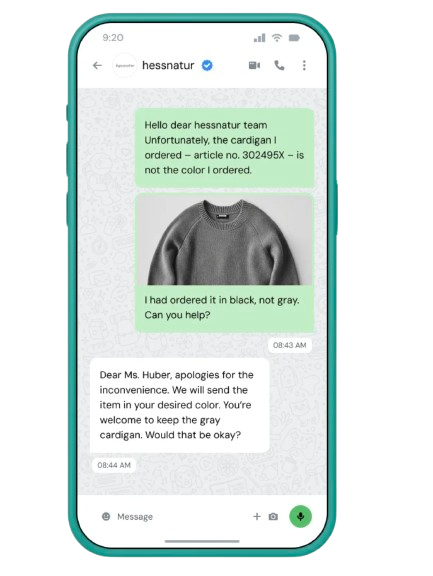 9:20
hessnatur
Hello dear hessnatur team
Unfortunately, the cardigan I
ordered – article no. 302495X – is
not the color I ordered.
I had ordered it in black, not gray.
Can you help?
08:43 AM
Dear Ms. Huber, apologies for the
inconvenience. We will send the
item in your desired color. You're
welcome to keep the gray
cardigan. Would that be okay?
08:44 AM
Message